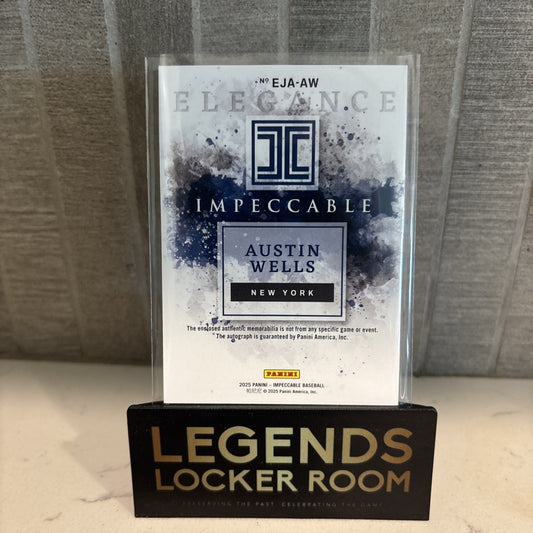 Nº EJA-AW
ELEGANCE
IMPECCABLE
AUSTIN
WELLS
NEW YORK
The enclosed authentic memorabilia is not from any specific game or event.
The autograph is guaranteed by Panini America, Inc.
PANINI
2025 PANINI - IMPECCABLE BASEBALL
© 2025 Panini America, Inc.
LEGENDS
LOCKER ROOM
PRESERVING THE PAST. CELEBRATING THE GAME.